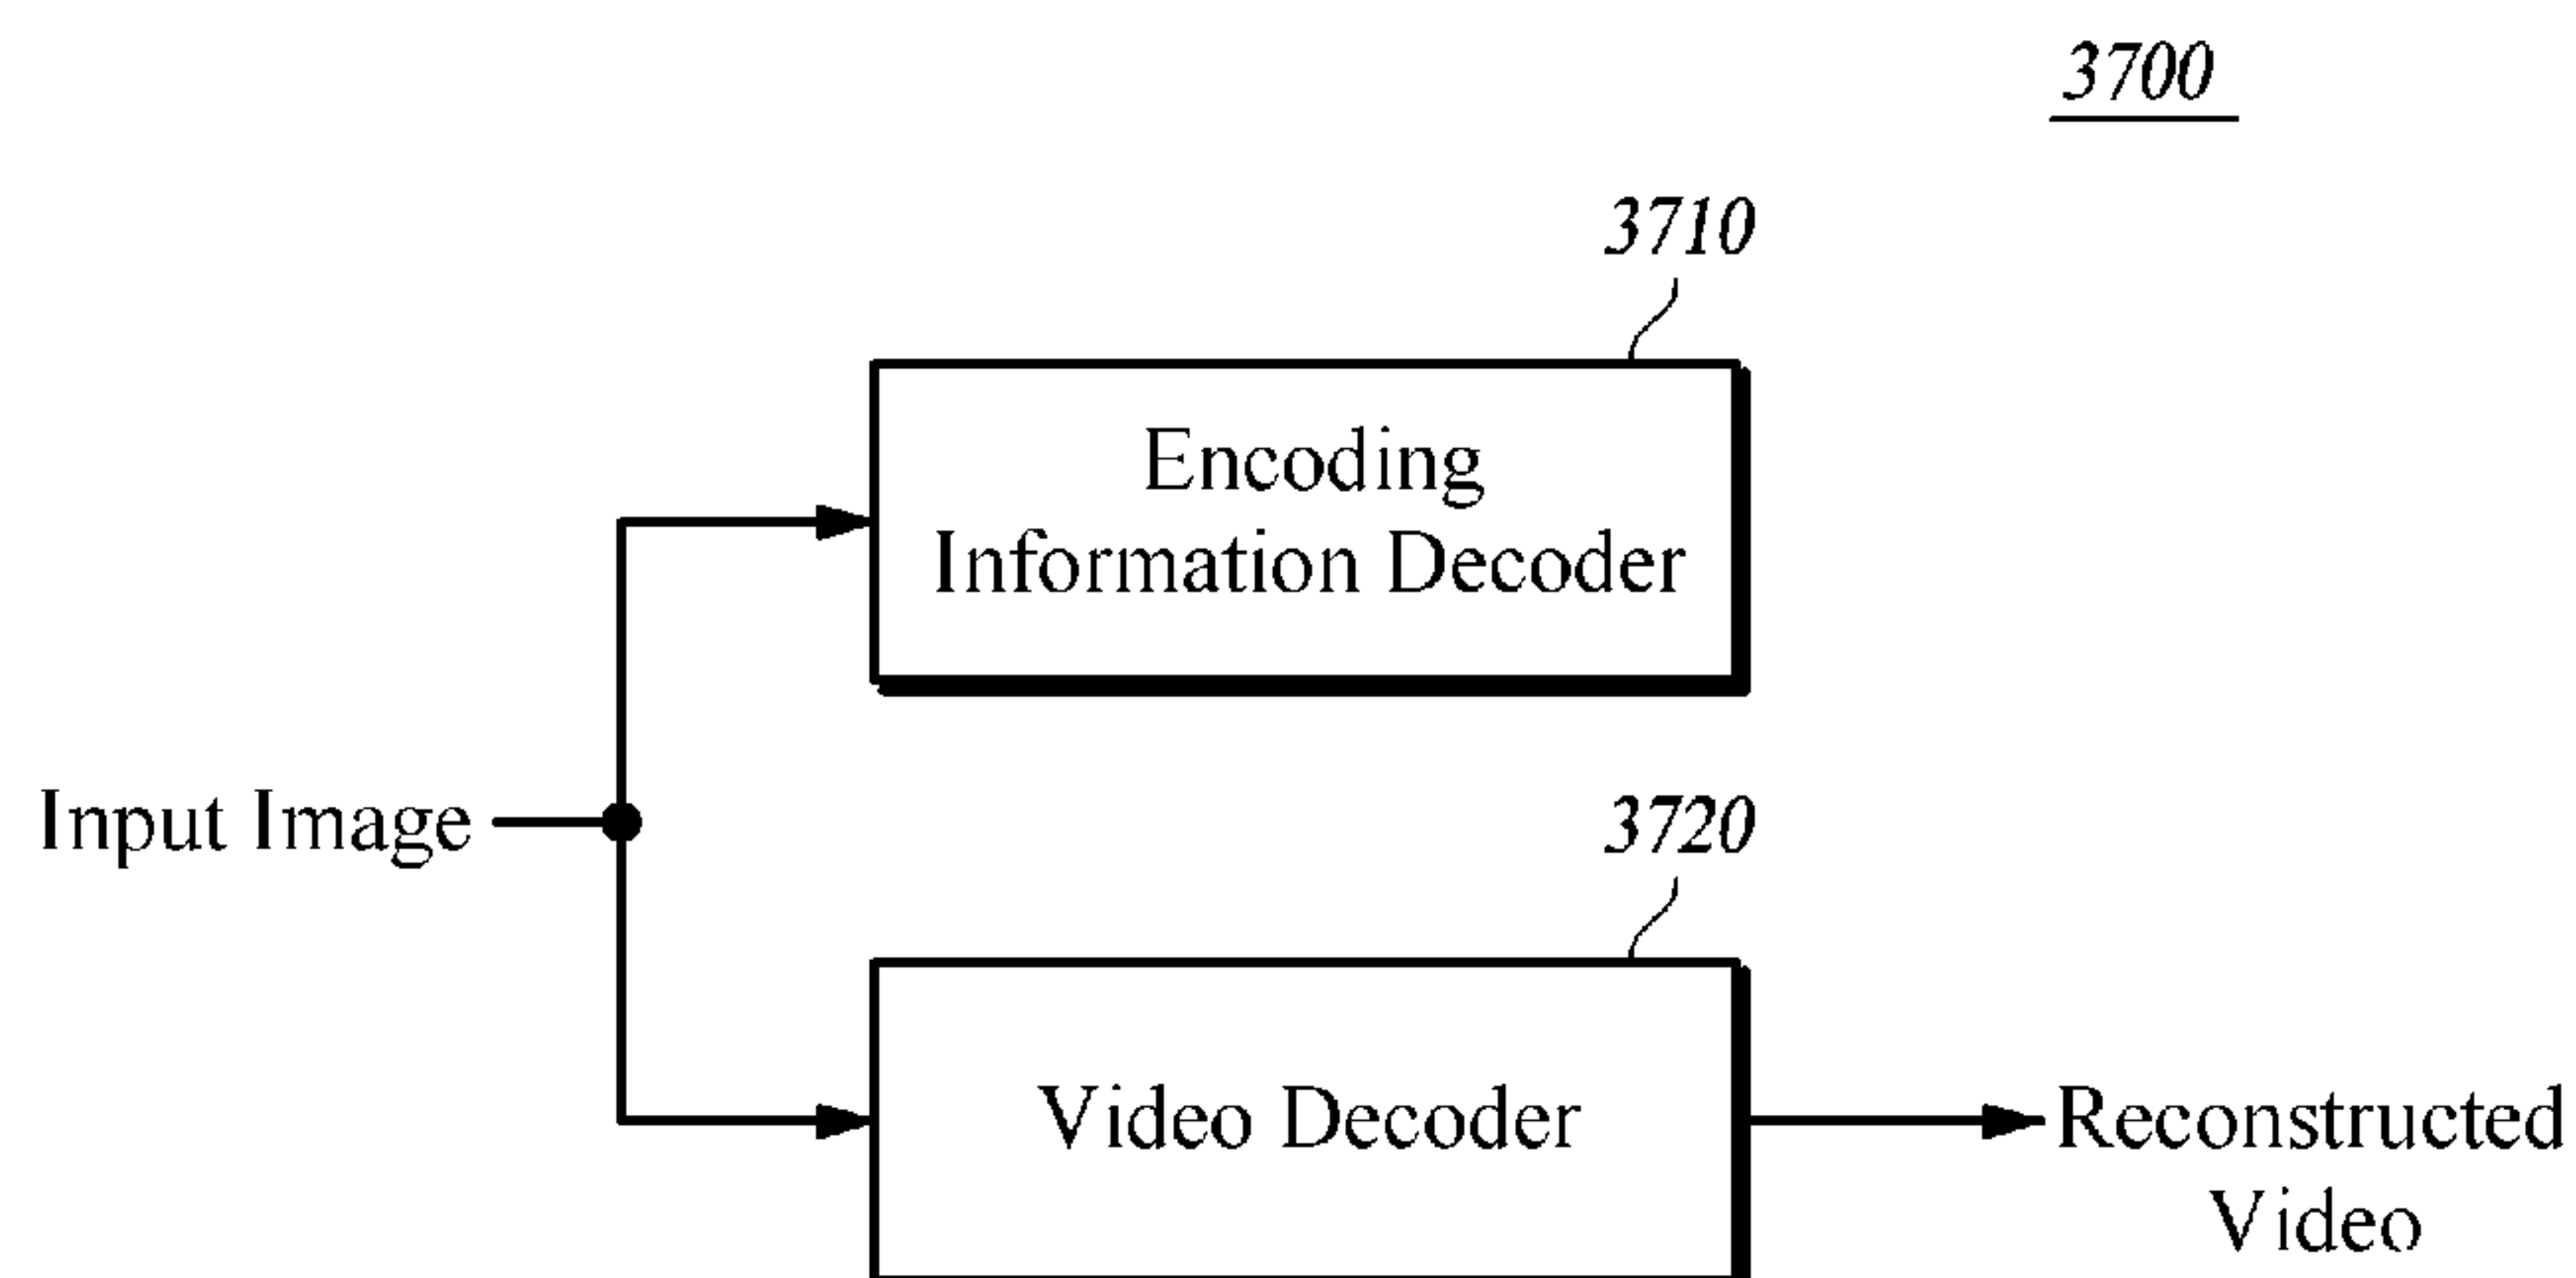 3700
3710
Encoding
Information Decoder
Input Image
3720
Video Decoder
Reconstructed
Video